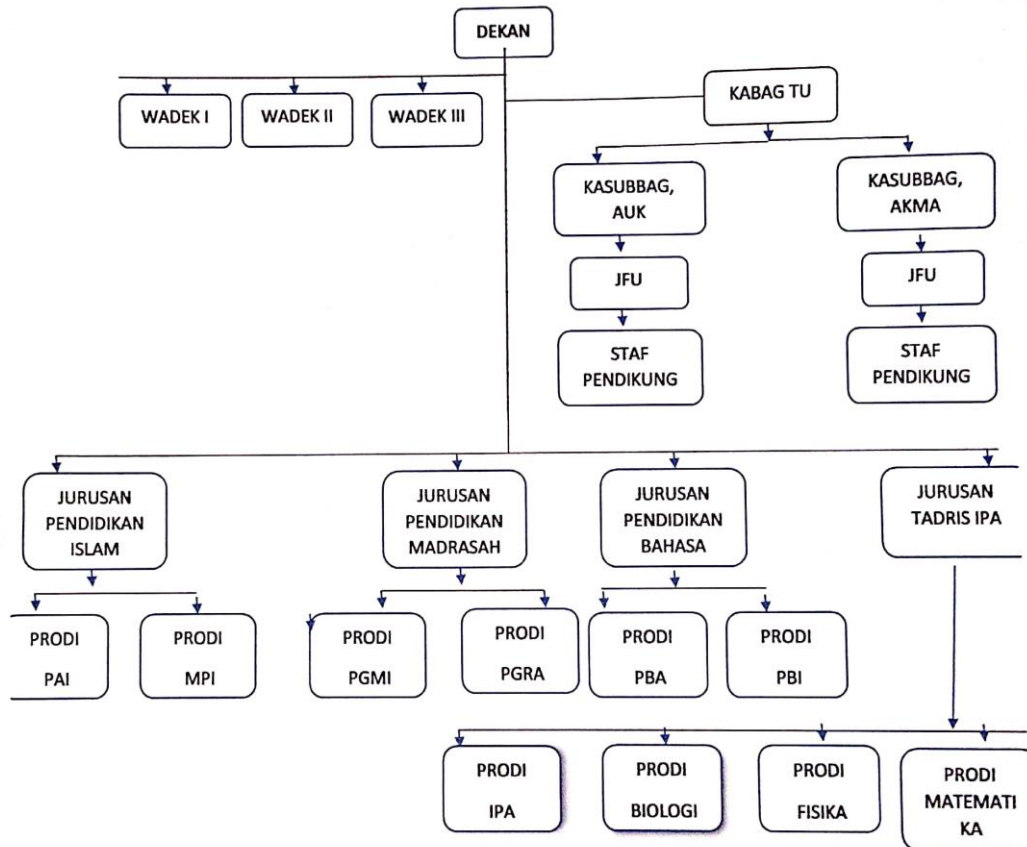 DEKAN
WADEK I
WADEK II
WADEK III
KABAG TU
KASUBBAG,
AUK
KASUBBAG,
AKMA
JFU
JFU
STAF
PENDIKUNG
STAF
PENDIKUNG
JURUSAN
PENDIDIKAN
ISLAM
JURUSAN
PENDIDIKAN
MADRASAH
JURUSAN
PENDIDIKAN
BAHASA
JURUSAN
TADRIS IPA
PRODI
PAI
PRODI
MPI
PRODI
PGMI
PRODI
PGRA
PRODI
PBA
PRODI
PBI
PRODI
IPA
PRODI
BIOLOGI
PRODI
FISIKA
PRODI
MATEMATI
KA